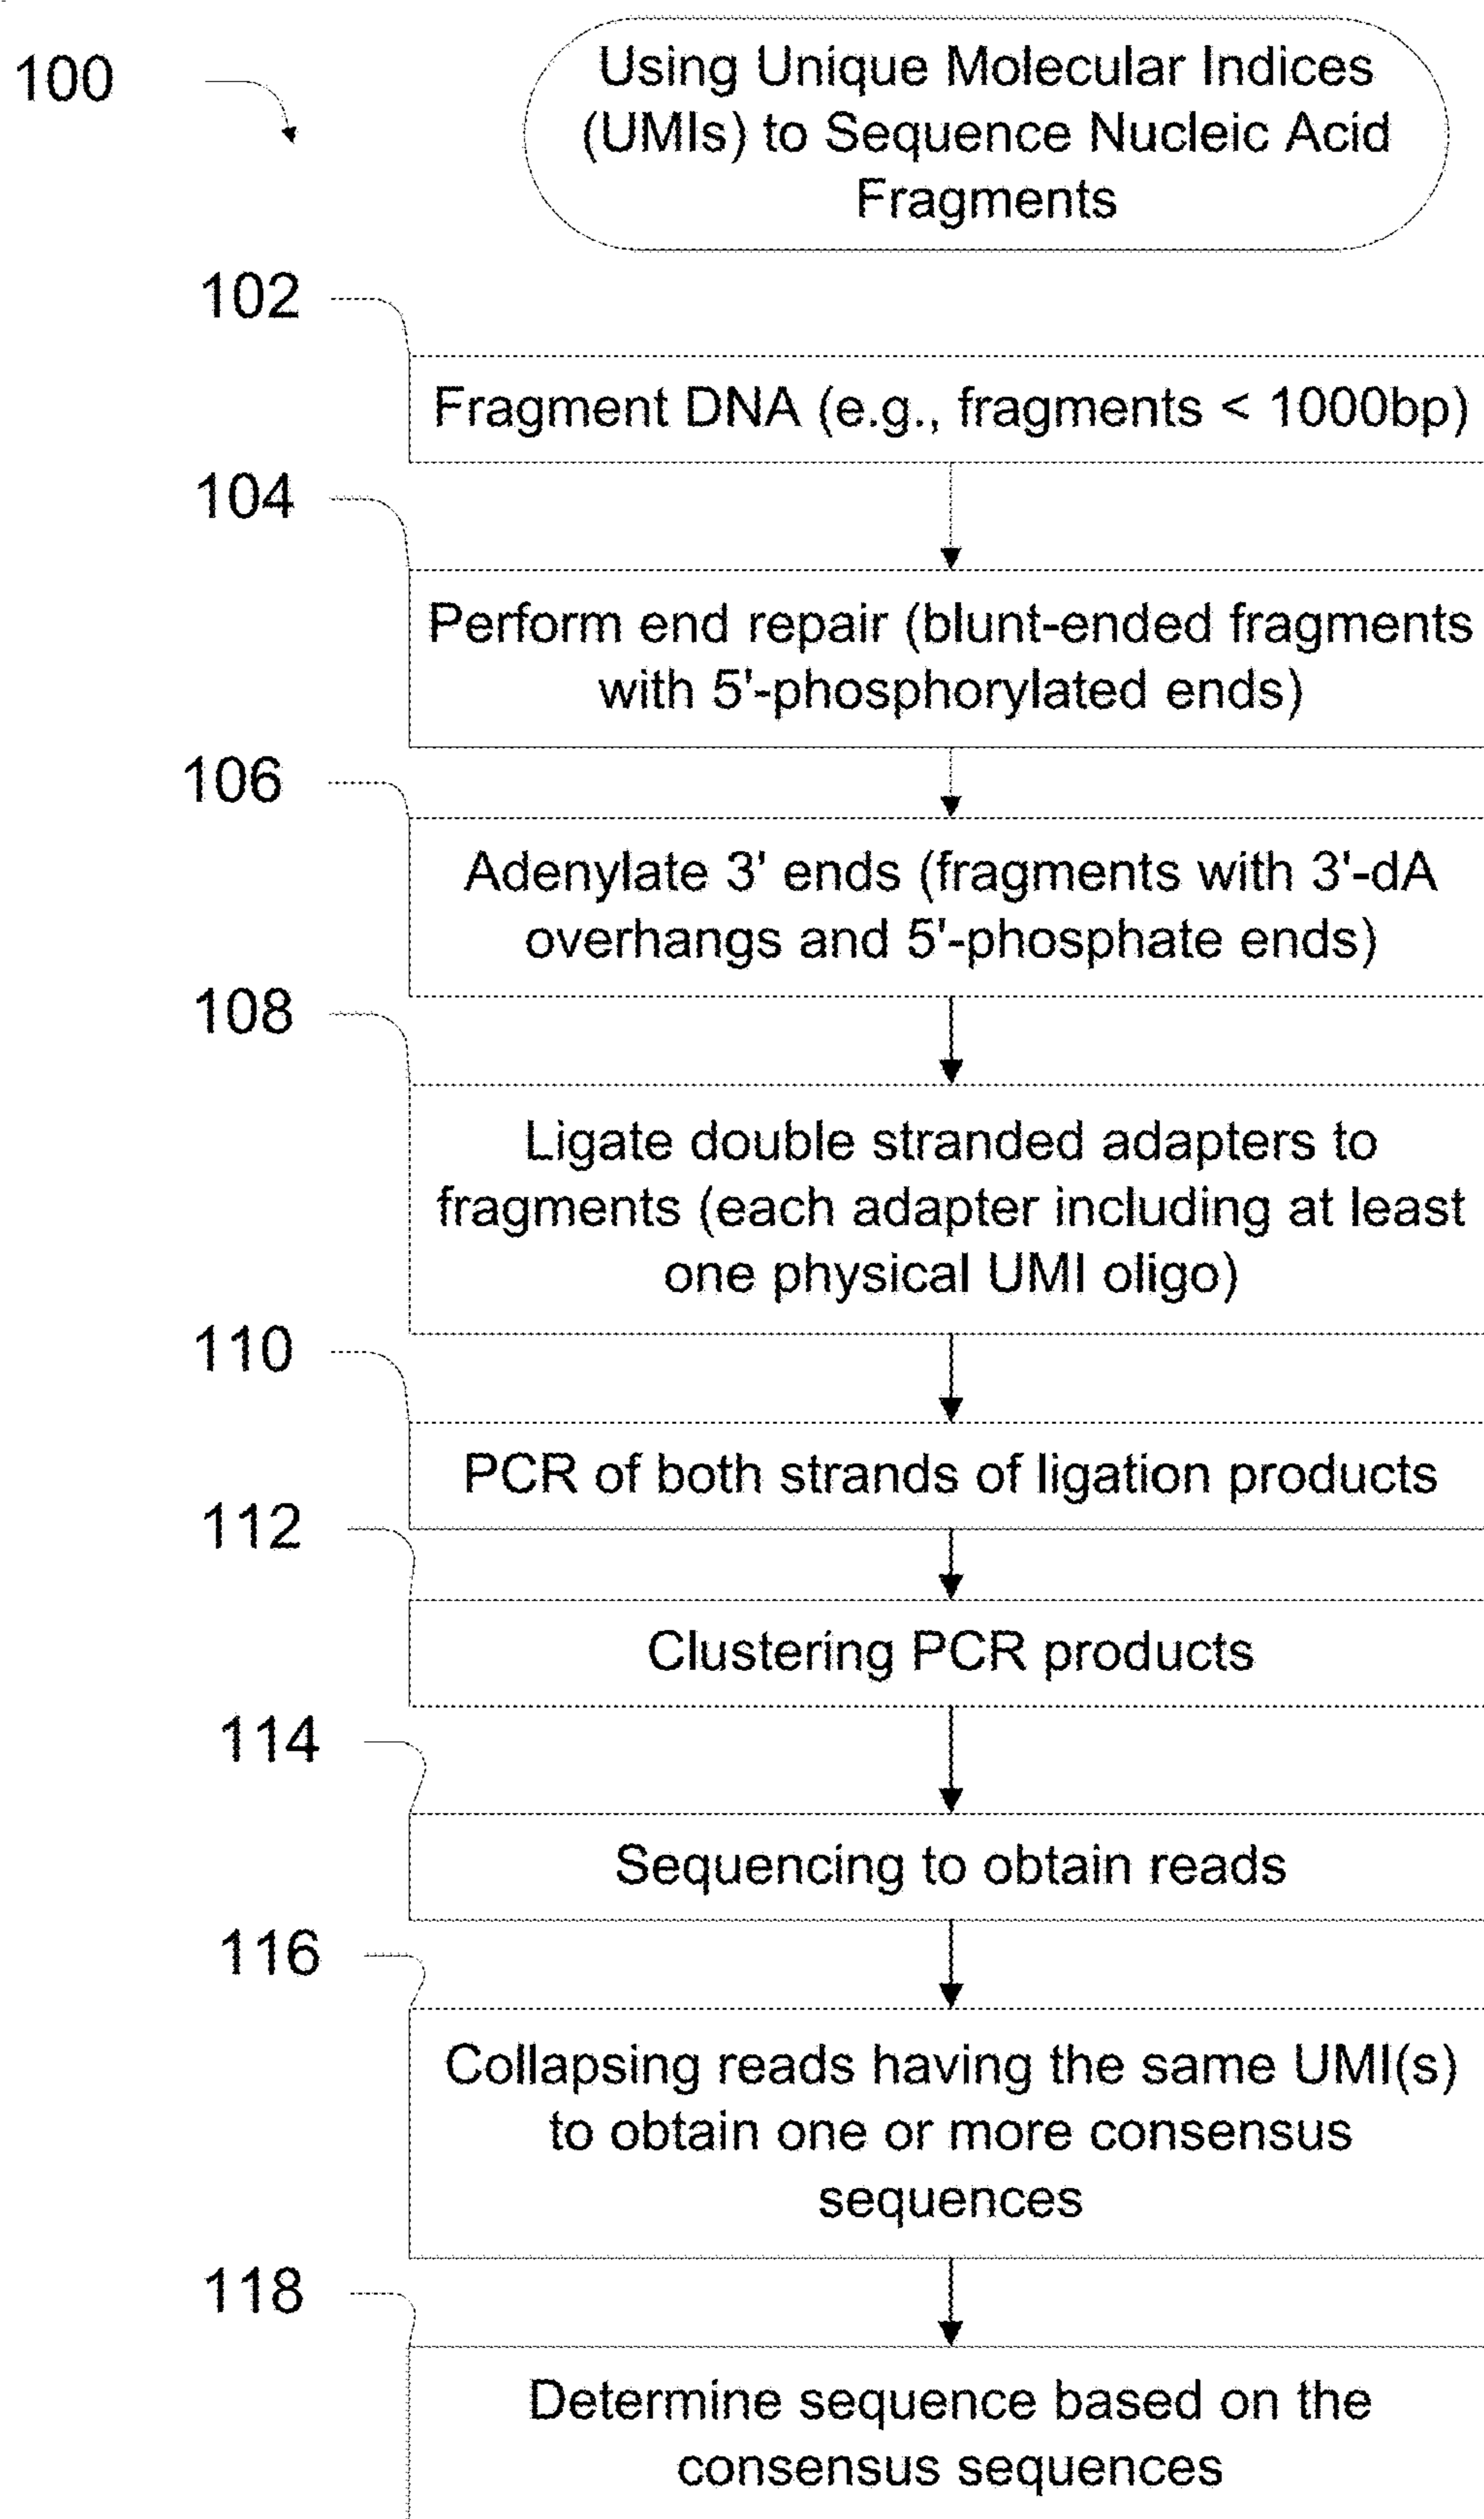 100
Using Unique Molecular Indices
(UMIs) to Sequence Nucleic Acid
Fragments
102
Fragment DNA (e.g., fragments < 1000bp)
104
Perform end repair (blunt-ended fragments
with 5'-phosphorylated ends)
106
Adenylate 3' ends (fragments with 3'-dA
overhangs and 5'-phosphate ends)
108
Ligate double stranded adapters to
fragments (each adapter including at least
one physical UMI oligo)
110
PCR of both strands of ligation products
112
Clustering PCR products
114
Sequencing to obtain reads
116
Collapsing reads having the same UMI(s)
to obtain one or more consensus
sequences
118
Determine sequence based on the
consensus sequences